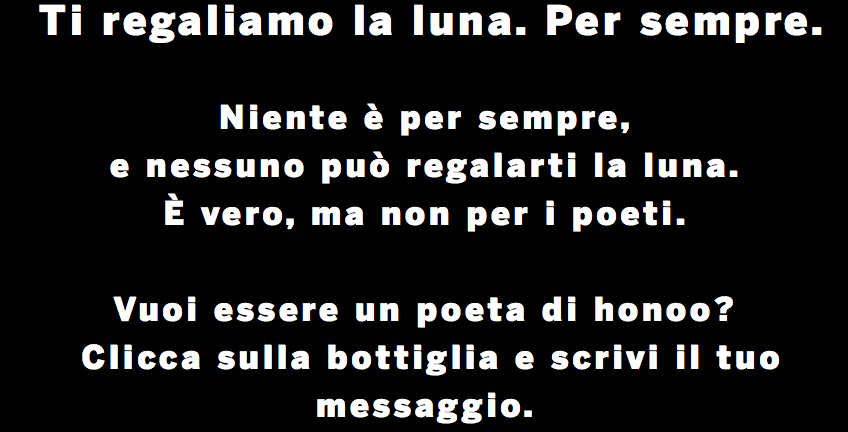 Ti regaliamo la luna. Per sempre.
Niente è per sempre,
e nessuno può regalarti la luna.
È vero, ma non per i poeti.
Vuoi essere un poeta di honoo?
Clicca sulla bottiglia e scrivi il tuo
messaggio.